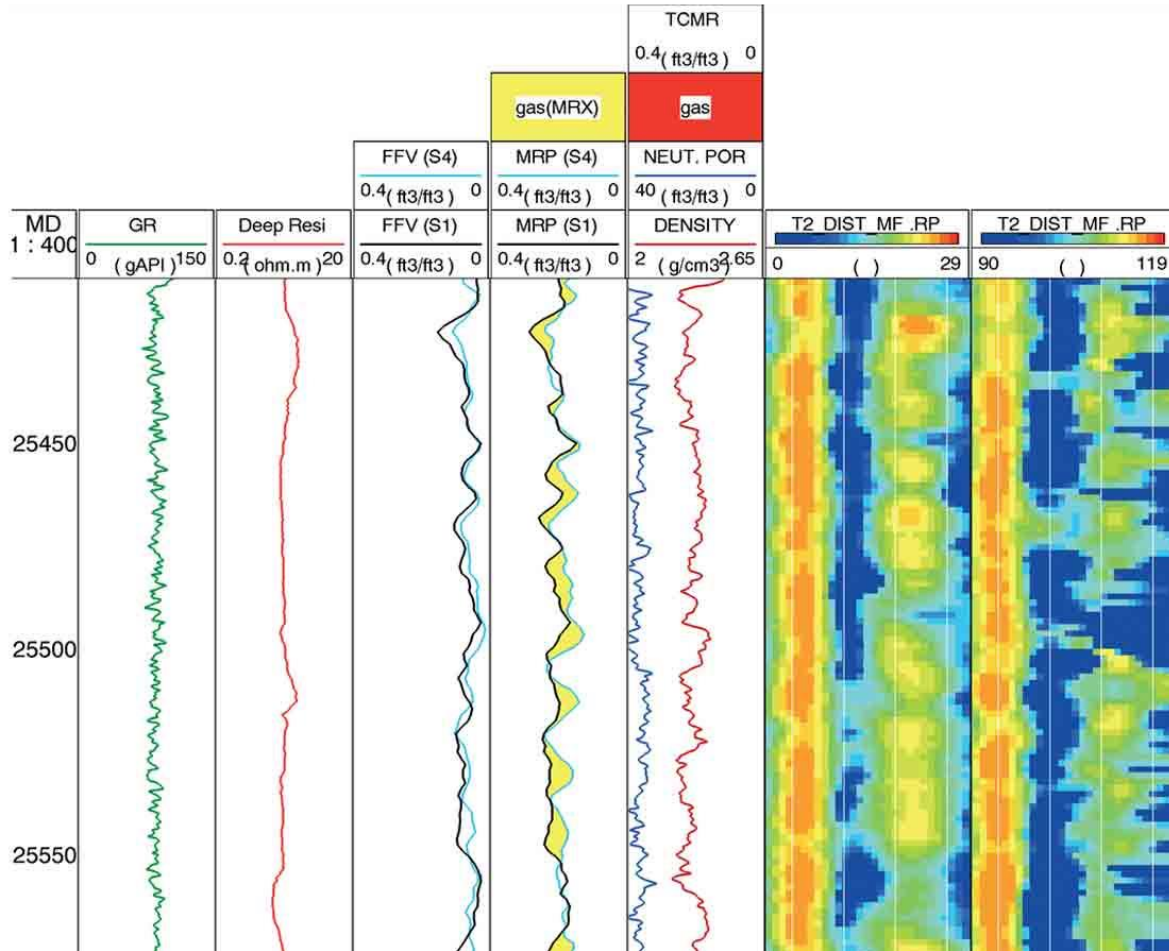 TCMR
0.4 (ft3/ft3 ) 0
gas(MRX)
gas
FFV (S4)
0.4 (ft3/ft3) 0
MRP (S4)
0.4 (ft3/ft3) 0
NEUT. POR
40 (ft3/ft3 ) 0
MD
1 : 400
GR
0 ( gAPI ) 150
Deep Resi
0.2 ( ohm.m ) 20
FFV (S1)
0.4 (ft3/ft3) 0
MRP (S1)
0.4 (ft3/ft3) 0
DENSITY
2 (g/cm3) 2.65
T2_DIST_MF .RP
0 ( ) 29
T2_DIST_MF .RP
90 ( ) 119
25450
25500
25550